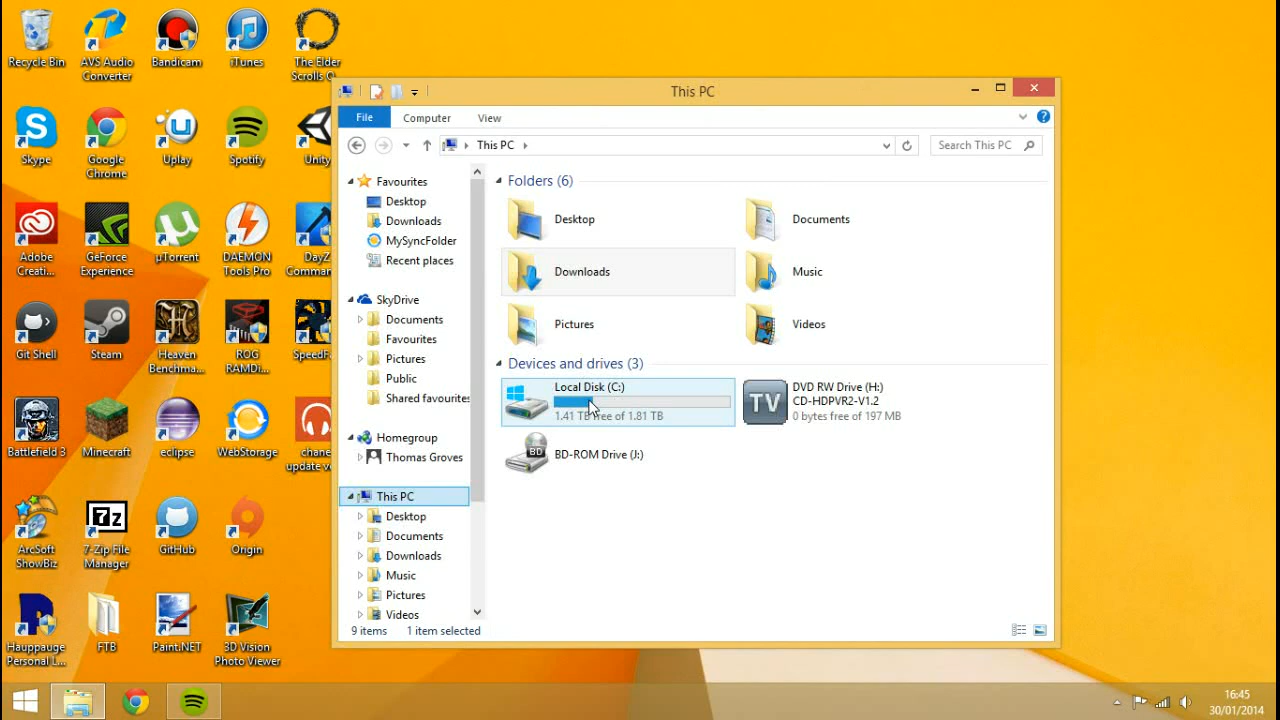 Recycle Bin
AVS Audio
Converter
Bandicam
iTunes
The Elder
Scrolls O...
Skype
Google
Chrome
Uplay
Spotify
Unity
Adobe
Creati...
GeForce
Experience
µTorrent
DAEMON
Tools Pro
DayZ
Comman
Git Shell
Steam
Heaven
Benchma...
ROG
RAMDi...
SpeedF
Battlefield 3
Minecraft
eclipse
WebStorage
chane
update v
ArcSoft
ShowBiz
7z
7-Zip File
Manager
GitHub
Origin
Hauppauge
Personal L...
FTB
Paint.NET
3D Vision
Photo Viewer
This PC
File
Computer
View
This PC
Search This PC
Favourites
Desktop
Downloads
MySyncFolder
Recent places
SkyDrive
Documents
Favourites
Pictures
Public
Shared favourites
Homegroup
Thomas Groves
This PC
Desktop
Documents
Downloads
Music
Pictures
Videos
Folders (6)
Desktop
Documents
Downloads
Music
Pictures
Videos
Devices and drives (3)
Local Disk (C:)
1.41 TB free of 1.81 TB
TV
DVD RW Drive (H:)
CD-HDPVR2-V1.2
0 bytes free of 197 MB
BD
BD-ROM Drive (J:)
9 items
1 item selected
16:45
30/01/2014